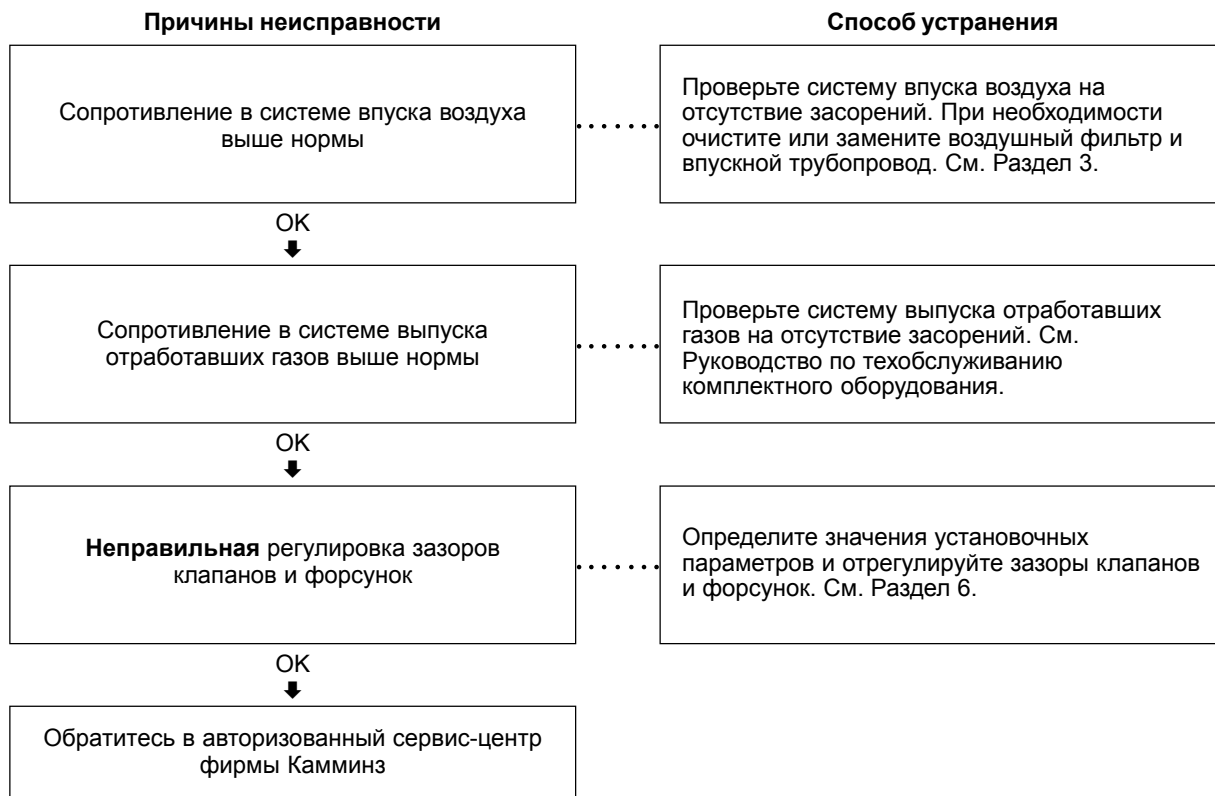 Причины неисправности
Способ устранения
Сопротивление в системе впуска воздуха
выше нормы
Проверьте систему впуска воздуха на
отсутствие засорений. При необходимости
очистите или замените воздушный фильтр и
впускной трубопровод. См. Раздел 3.
OK
Сопротивление в системе выпуска
отработавших газов выше нормы
Проверьте систему выпуска отработавших
газов на отсутствие засорений. См.
Руководство по техобслуживанию
комплектного оборудования.
OK
Неправильная регулировка зазоров
клапанов и форсунок
Определите значения установочных
параметров и отрегулируйте зазоры клапанов
и форсунок. См. Раздел 6.
OK
Обратитесь в авторизованный сервис-центр
фирмы Камминз